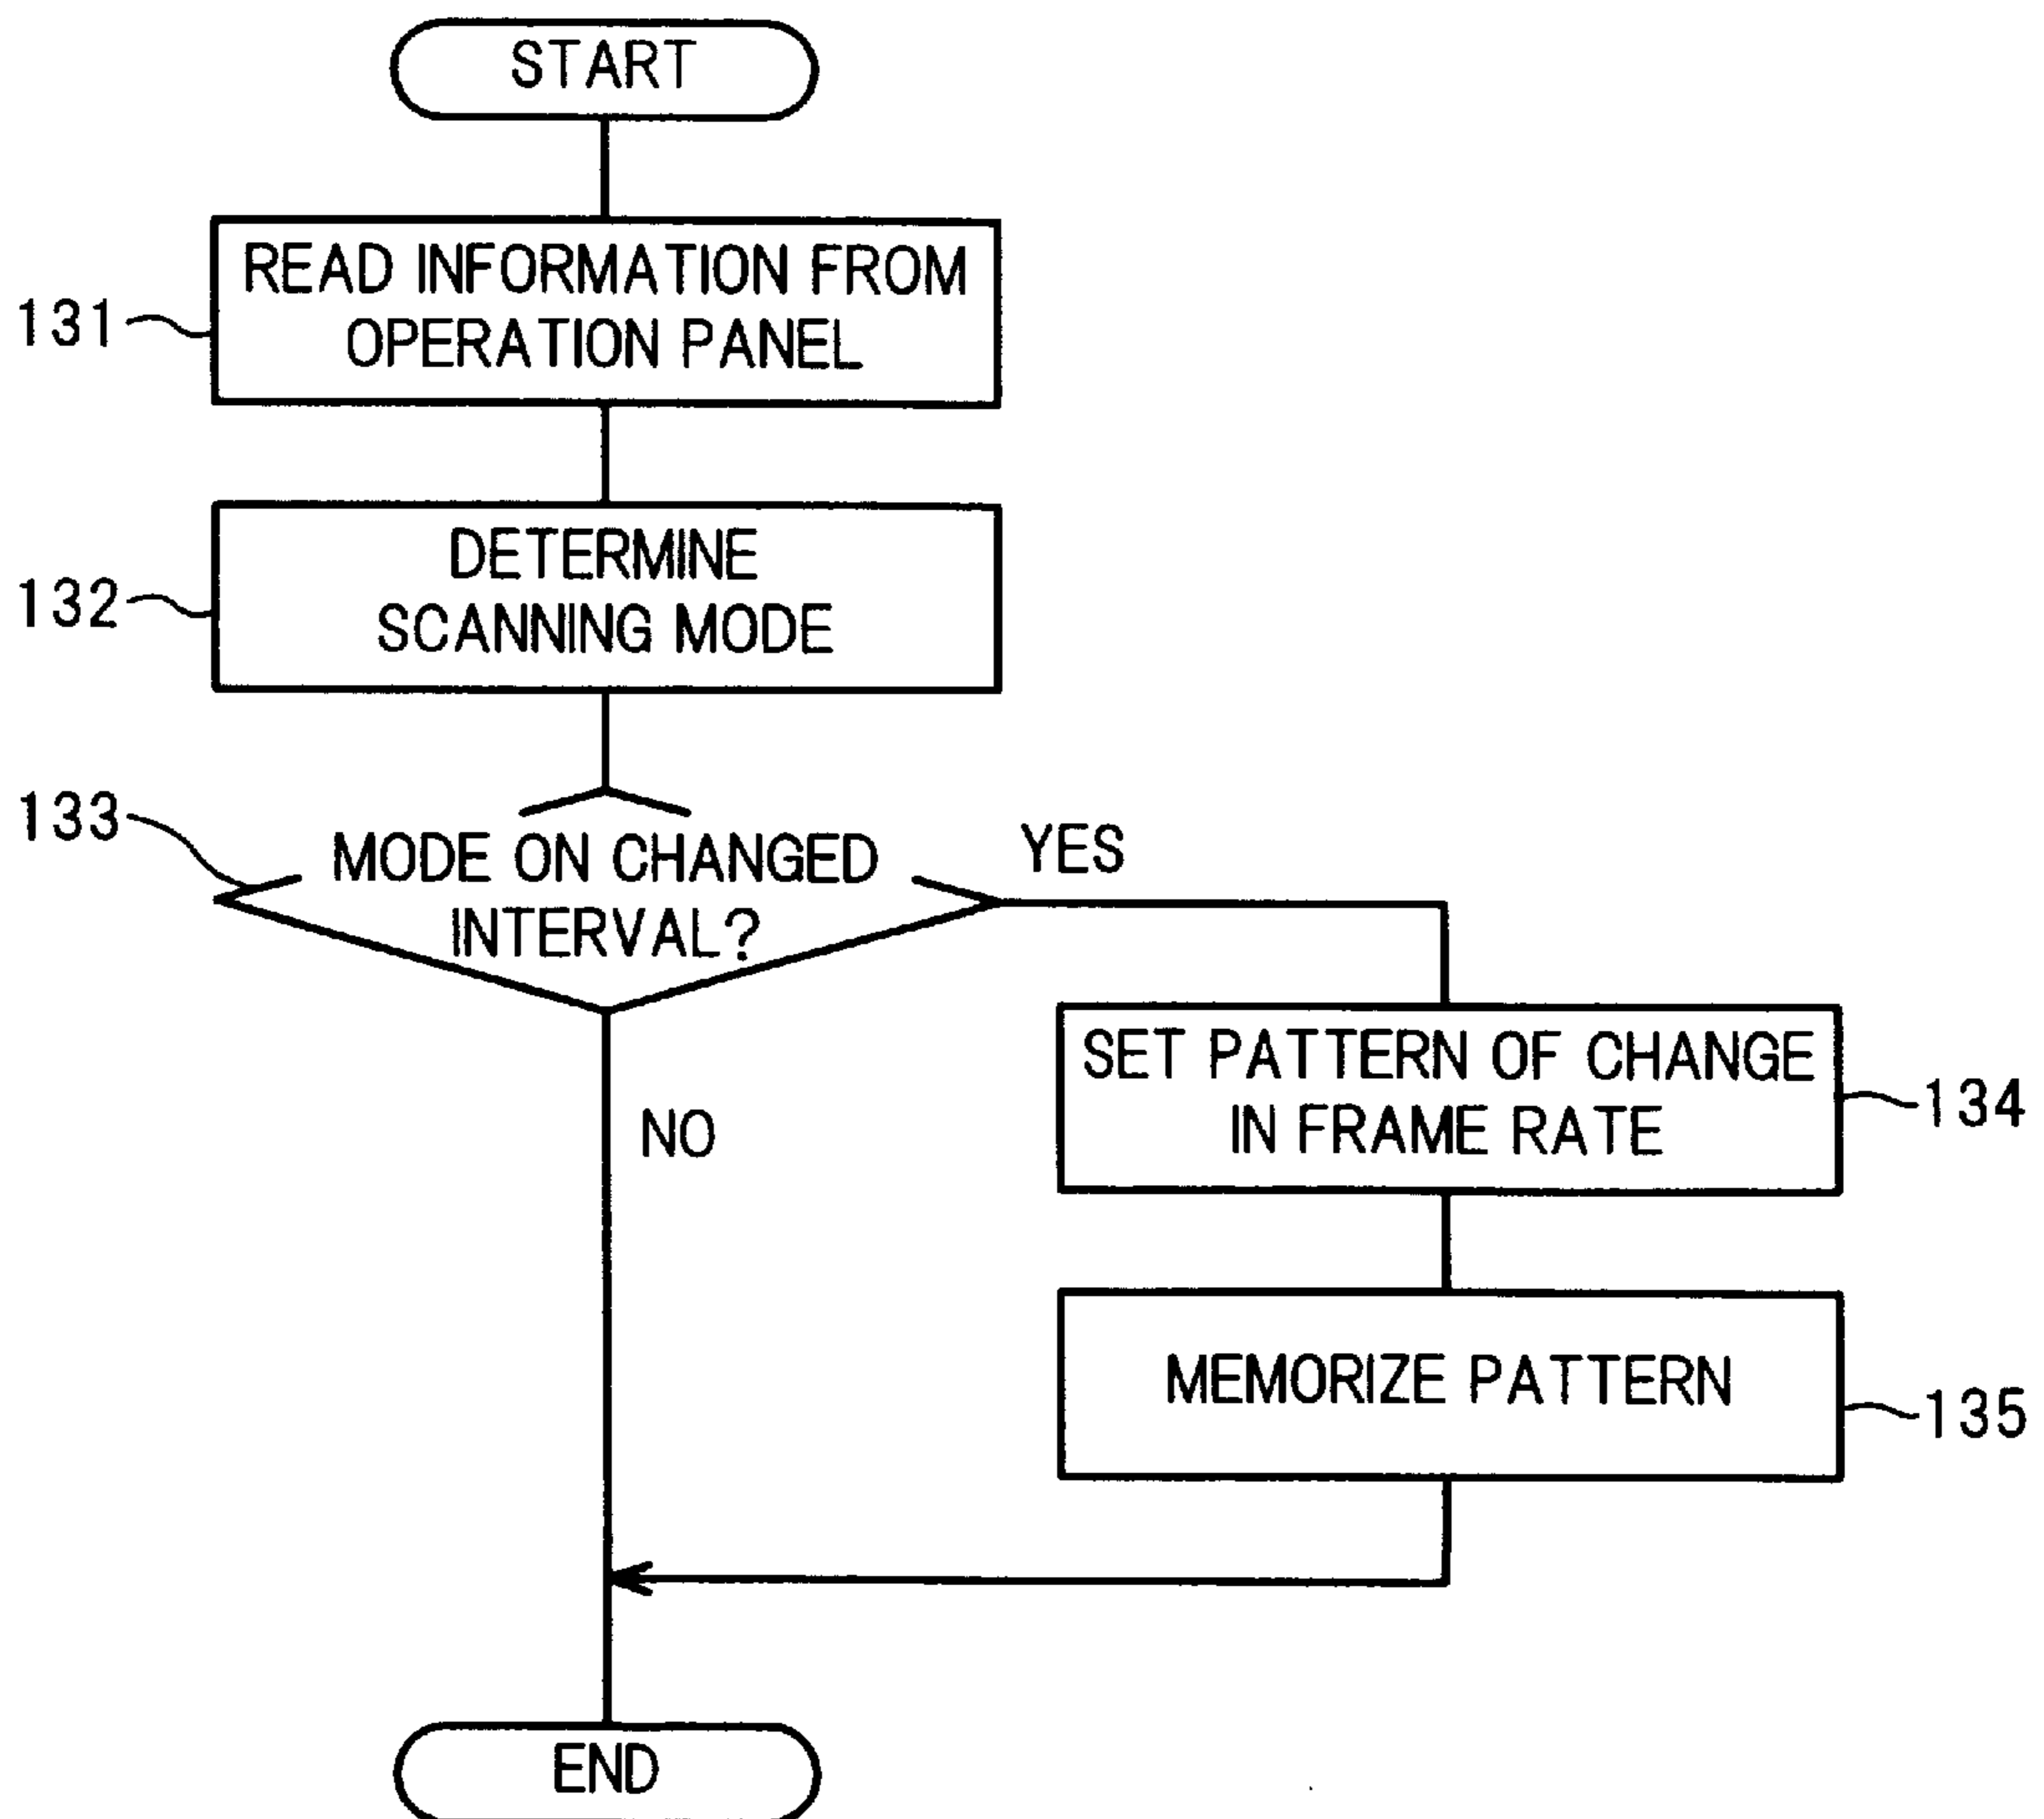 START
READ INFORMATION FROM
OPERATION PANEL
131
DETERMINE
SCANNING MODE
132
133
MODE ON CHANGED
INTERVAL?
YES
NO
SET PATTERN OF CHANGE
IN FRAME RATE
134
MEMORIZE PATTERN
135
END